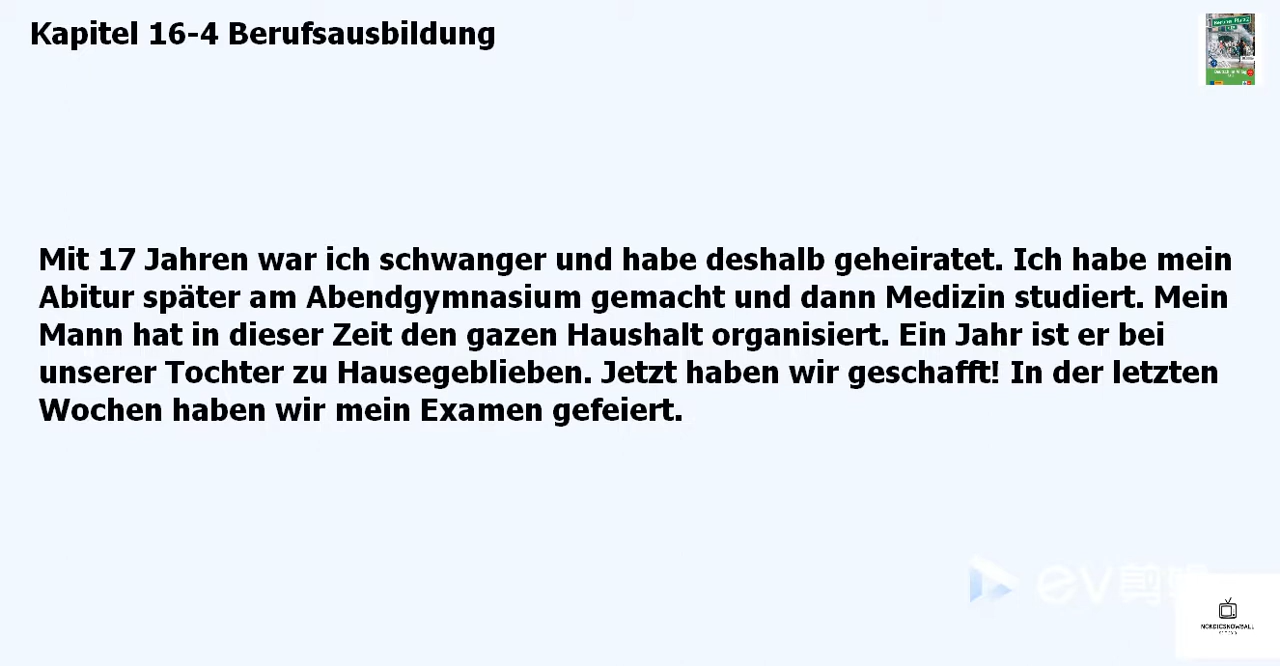 Kapitel 16-4 Berufsausbildung
Mit 17 Jahren war ich schwanger und habe deshalb geheiratet. Ich habe mein
Abitur später am Abendgymnasium gemacht und dann Medizin studiert. Mein
Mann hat in dieser Zeit den gazen Haushalt organisiert. Ein Jahr ist er bei
unserer Tochter zu Hausegeblieben. Jetzt haben wir geschafft! In der letzten
Wochen haben wir mein Examen gefeiert.